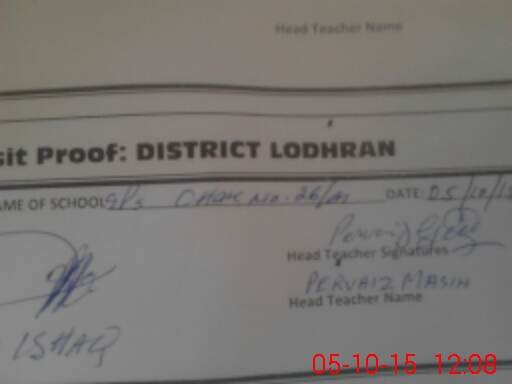 Head Teacher Name
sit Proof: DISTRICT LODHRAN
AME OF SCHOOL GPS CHAK NO. 26/M DATE: 05/10/15
Head Teacher Signatures
PERVAIZ MASIH
Head Teacher Name
ISHAQ
05-10-15 12:08